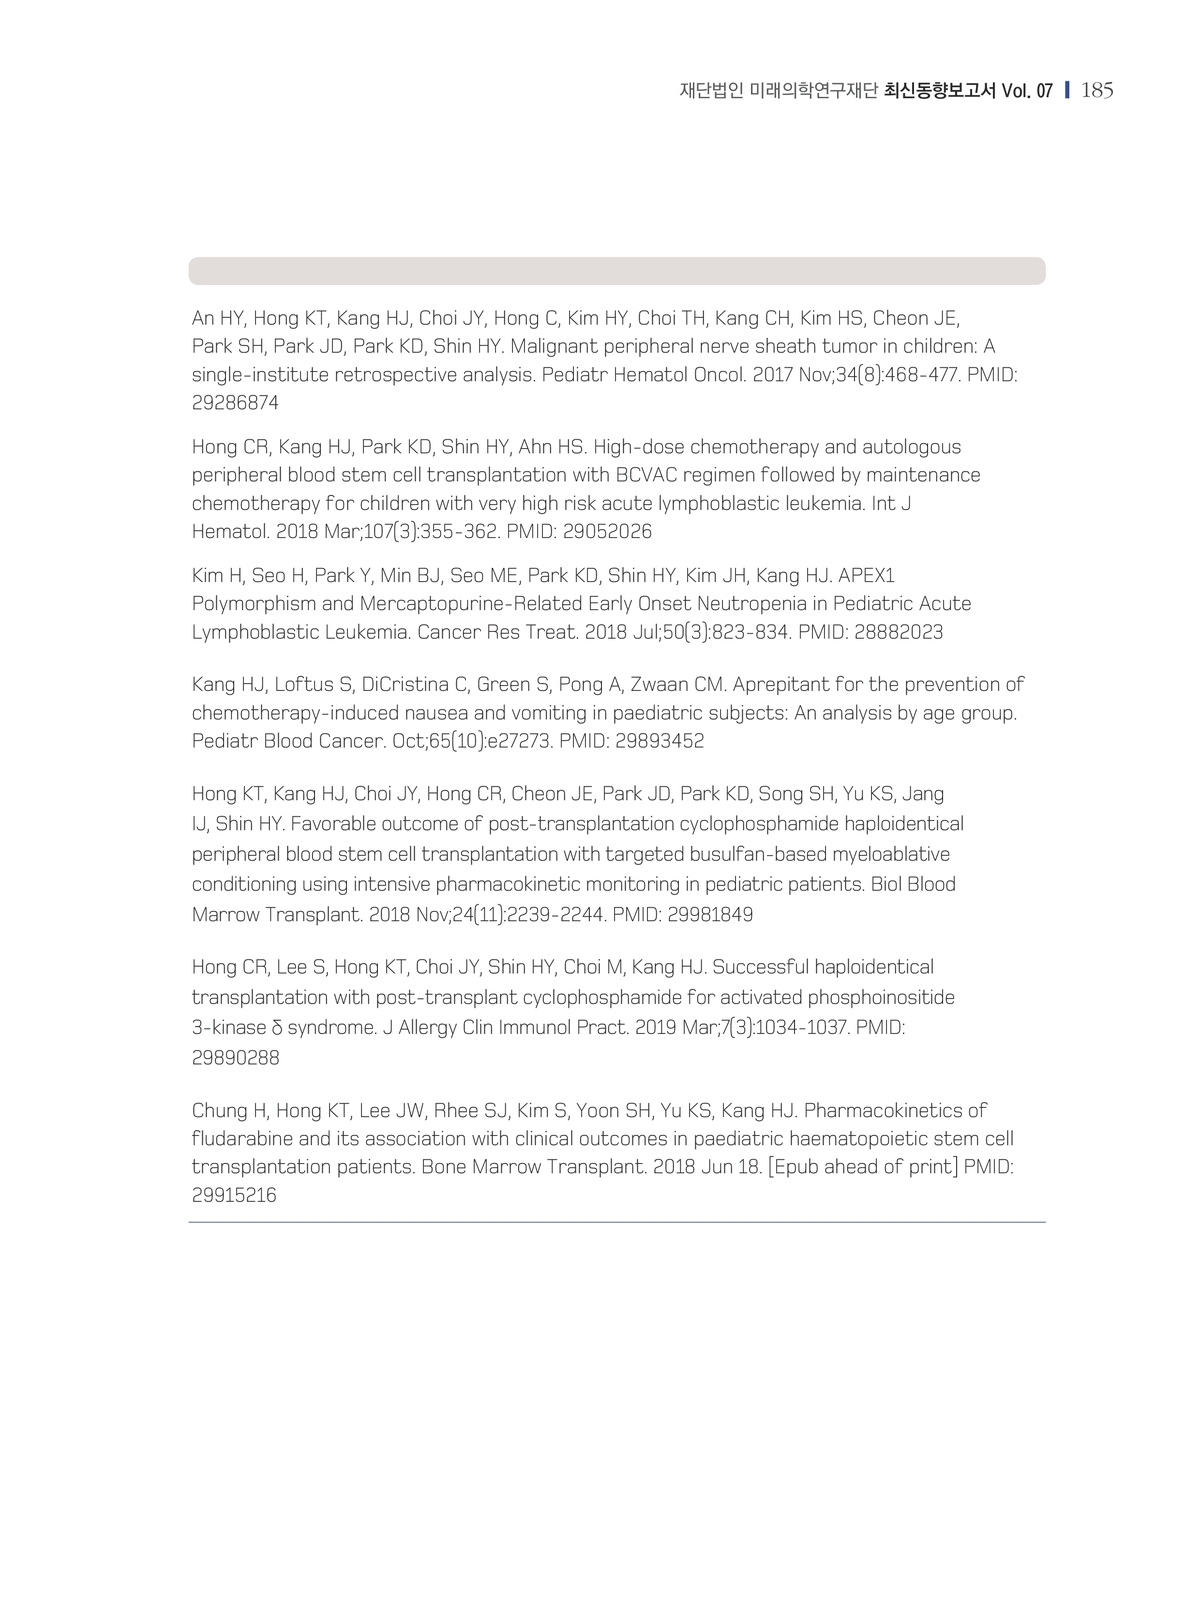 재단법인 미래의학연구재단 최신동향보고서 Vol. 07 185
An HY, Hong KT, Kang HJ, Choi JY, Hong C, Kim HY, Choi TH, Kang CH, Kim HS, Cheon JE,
Park SH, Park JD, Park KD, Shin HY. Malignant peripheral nerve sheath tumor in children: A
single-institute retrospective analysis. Pediatr Hematol Oncol. 2017 Nov;34(8):468-477. PMID:
29286874
Hong CR, Kang HJ, Park KD, Shin HY, Ahn HS. High-dose chemotherapy and autologous
peripheral blood stem cell transplantation with BCVAC regimen followed by maintenance
chemotherapy for children with very high risk acute lymphoblastic leukemia. Int J
Hematol. 2018 Mar;107(3):355-362. PMID: 29052026
Kim H, Seo H, Park Y, Min BJ, Seo ME, Park KD, Shin HY, Kim JH, Kang HJ. APEX1
Polymorphism and Mercaptopurine-Related Early Onset Neutropenia in Pediatric Acute
Lymphoblastic Leukemia. Cancer Res Treat. 2018 Jul;50(3):823-834. PMID: 28882023
Kang HJ, Loftus S, DiCristina C, Green S, Pong A, Zwaan CM. Aprepitant for the prevention of
chemotherapy-induced nausea and vomiting in paediatric subjects: An analysis by age group.
Pediatr Blood Cancer. Oct;65(10):e27273. PMID: 29893452
Hong KT, Kang HJ, Choi JY, Hong CR, Cheon JE, Park JD, Park KD, Song SH, Yu KS, Jang
IJ, Shin HY. Favorable outcome of post-transplantation cyclophosphamide haploidentical
peripheral blood stem cell transplantation with targeted busulfan-based myeloablative
conditioning using intensive pharmacokinetic monitoring in pediatric patients. Biol Blood
Marrow Transplant. 2018 Nov;24(11):2239-2244. PMID: 29981849
Hong CR, Lee S, Hong KT, Choi JY, Shin HY, Choi M, Kang HJ. Successful haploidentical
transplantation with post-transplant cyclophosphamide for activated phosphoinositide
3-kinase δ syndrome. J Allergy Clin Immunol Pract. 2019 Mar;7(3):1034-1037. PMID:
29890288
Chung H, Hong KT, Lee JW, Rhee SJ, Kim S, Yoon SH, Yu KS, Kang HJ. Pharmacokinetics of
fludarabine and its association with clinical outcomes in paediatric haematopoietic stem cell
transplantation patients. Bone Marrow Transplant. 2018 Jun 18. [Epub ahead of print] PMID:
29915216